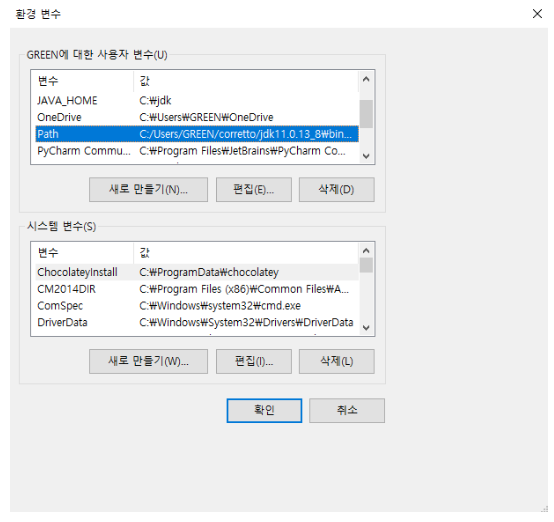 환경 변수
GREEN에 대한 사용자 변수(U)
변수 값
JAVA_HOME C:₩jdk
OneDrive C:₩Users₩GREEN₩OneDrive
Path C:/Users/GREEN/corretto/jdk11.0.13_8₩bin...
PyCharm Commu... C:₩Program Files₩JetBrains₩PyCharm Co...
새로 만들기(N)... 편집(E)... 삭제(D)
시스템 변수(S)
변수 값
ChocolateyInstall C:₩ProgramData₩chocolatey
CM2014DIR C:₩Program Files (x86)₩Common Files₩A...
ComSpec C:₩Windows₩system32₩cmd.exe
DriverData C:₩Windows₩System32₩Drivers₩DriverData
새로 만들기(W)... 편집(I)... 삭제(L)
확인 취소